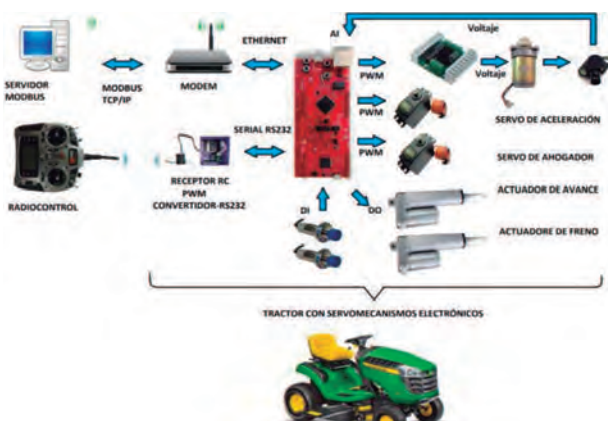 AI
ETHERNET
Voltaje
SERVIDOR
MODBUS
MODBUS
TCP/IP
MODEM
PWM
Voltaje
PWM
SERVO DE ACELERACIÓN
SERIAL RS232
PWM
SERVO DE AHOGADOR
RADIOCONTROL
RECEPTOR RC
PWM
CONVERTIDOR-RS232
DI
DO
ACTUADOR DE AVANCE
ACTUADORE DE FRENO
TRACTOR CON SERVOMECANISMOS ELECTRÓNICOS